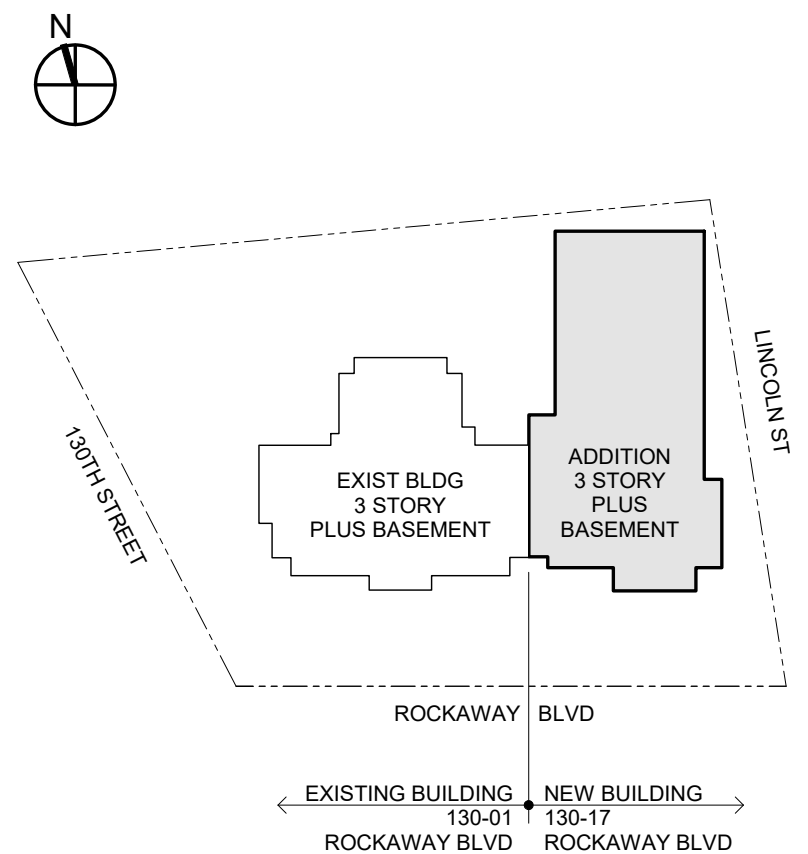 N
LINCOLN ST
130TH STREET
EXIST BLDG
3 STORY
PLUS BASEMENT
ADDITION
3 STORY
PLUS
BASEMENT
ROCKAWAY BLVD
EXISTING BUILDING
130-01
ROCKAWAY BLVD
NEW BUILDING
130-17
ROCKAWAY BLVD